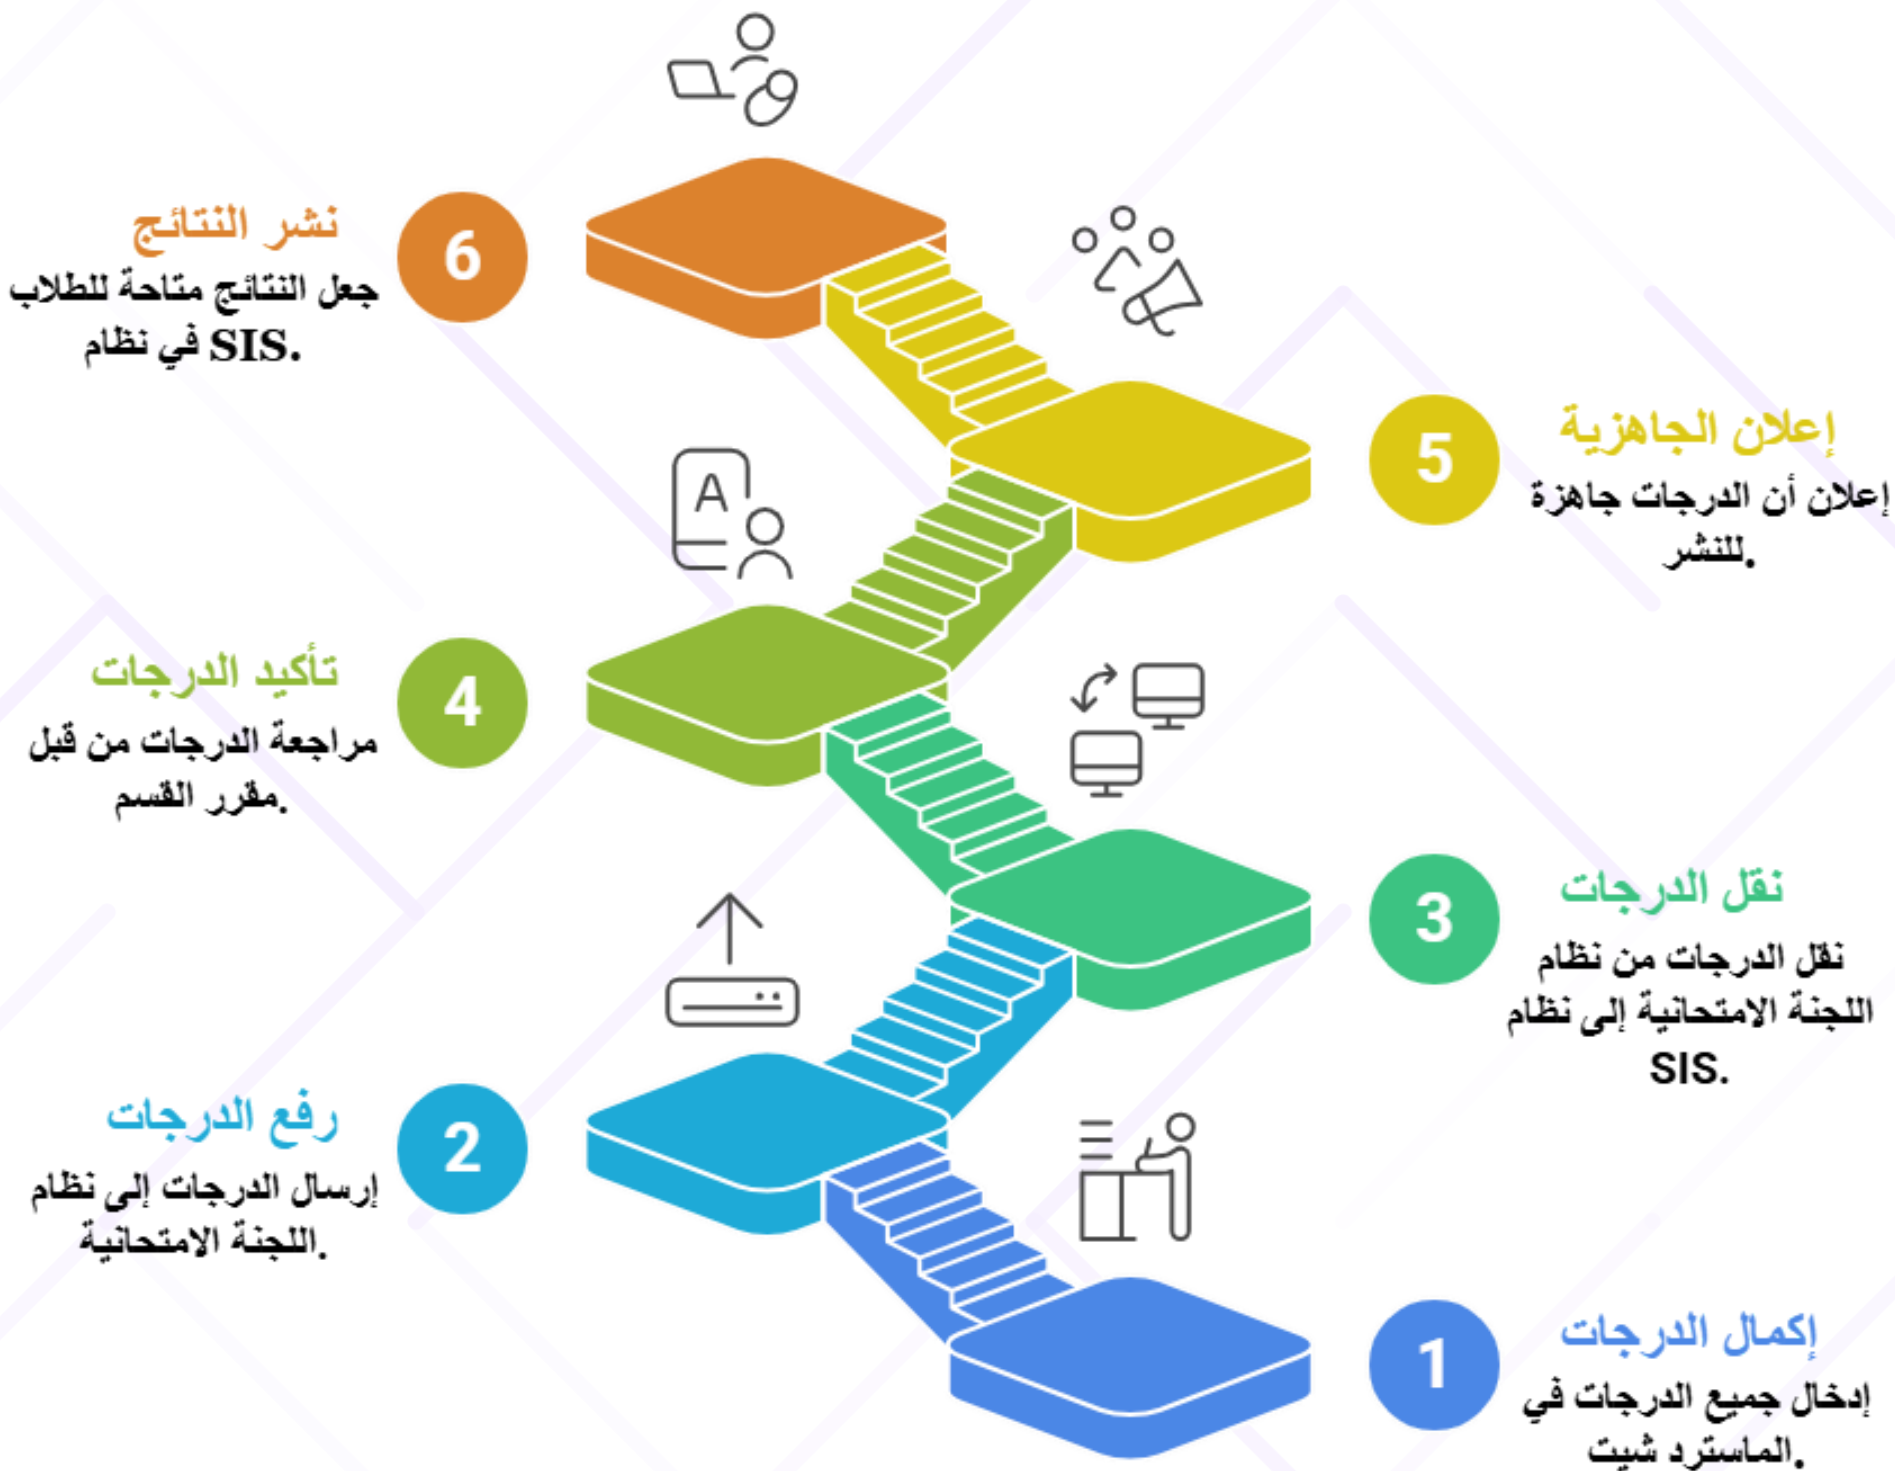 6
نشر النتائج
جعل النتائج متاحة للطلاب
في نظام SIS.
5
إعلان الجاهزية
إعلان أن الدرجات جاهزة
للنشر.
A
4
تأكيد الدرجات
مراجعة الدرجات من قبل
مقرر القسم.
3
نقل الدرجات
نقل الدرجات من نظام
اللجنة الامتحانية إلى نظام
SIS.
2
رفع الدرجات
إرسال الدرجات إلى نظام
اللجنة الامتحانية.
1
إكمال الدرجات
إدخال جميع الدرجات في
الماسترد شيت.